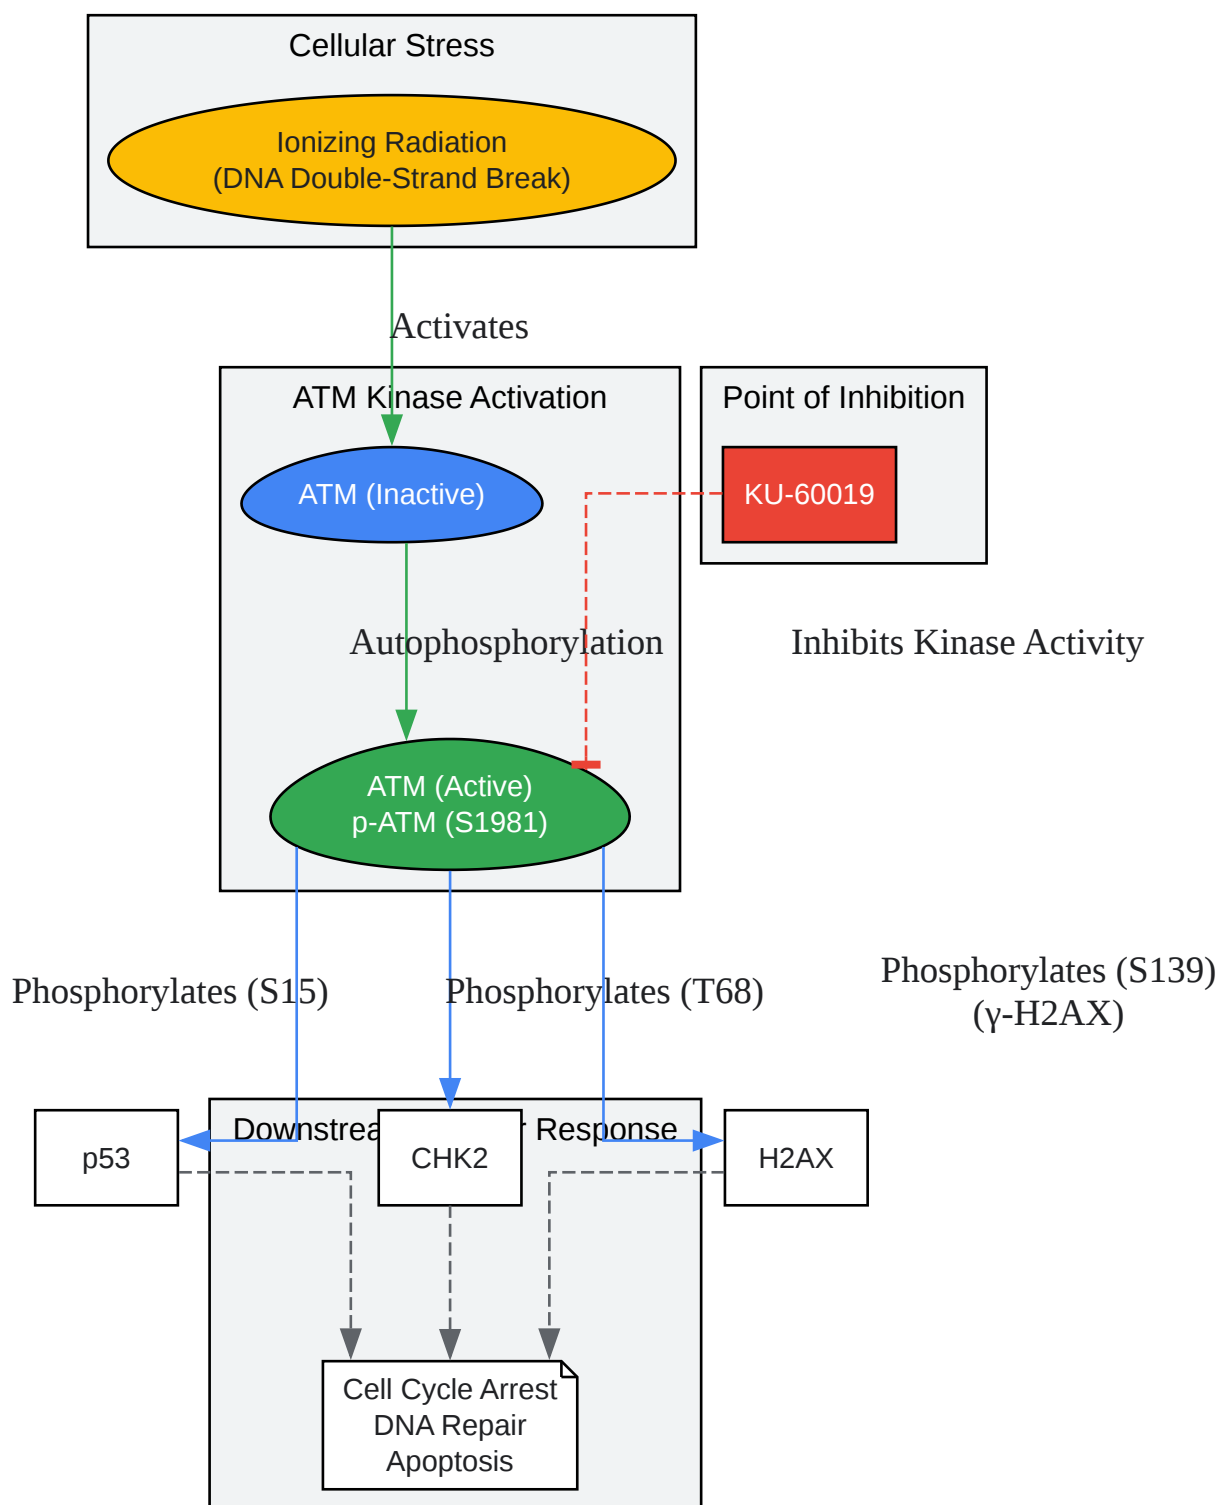 Cellular Stress
Ionizing Radiation
(DNA Double-Strand Break)
Activates
ATM Kinase Activation
Point of Inhibition
ATM (Inactive)
KU-60019
Autophosphorylation
Inhibits Kinase Activity
ATM (Active)
p-ATM (S1981)
Phosphorylates (S15)
Phosphorylates (T68)
Phosphorylates (S139)
(γ-H2AX)
Response
p53
CHK2
H2AX
Cell Cycle Arrest
DNA Repair
Apoptosis